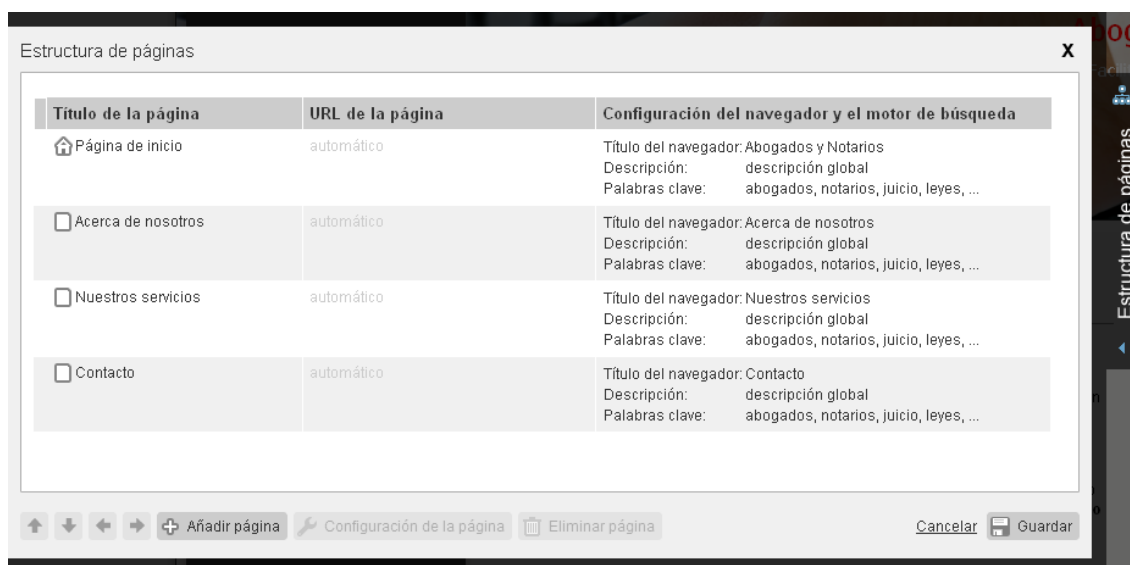 Estructura de páginas
X
Título de la página URL de la página Configuración del navegador y el motor de búsqueda
Página de inicio automático Título del navegador: Abogados y Notarios
Descripción: descripción global
Palabras clave: abogados, notarios, juicio, leyes, ...
Acerca de nosotros automático Título del navegador: Acerca de nosotros
Descripción: descripción global
Palabras clave: abogados, notarios, juicio, leyes, ...
Nuestros servicios automático Título del navegador: Nuestros servicios
Descripción: descripción global
Palabras clave: abogados, notarios, juicio, leyes, ...
Contacto automático Título del navegador: Contacto
Descripción: descripción global
Palabras clave: abogados, notarios, juicio, leyes, ...
Añadir página Configuración de la página Eliminar página Cancelar Guardar
Estructura de páginas